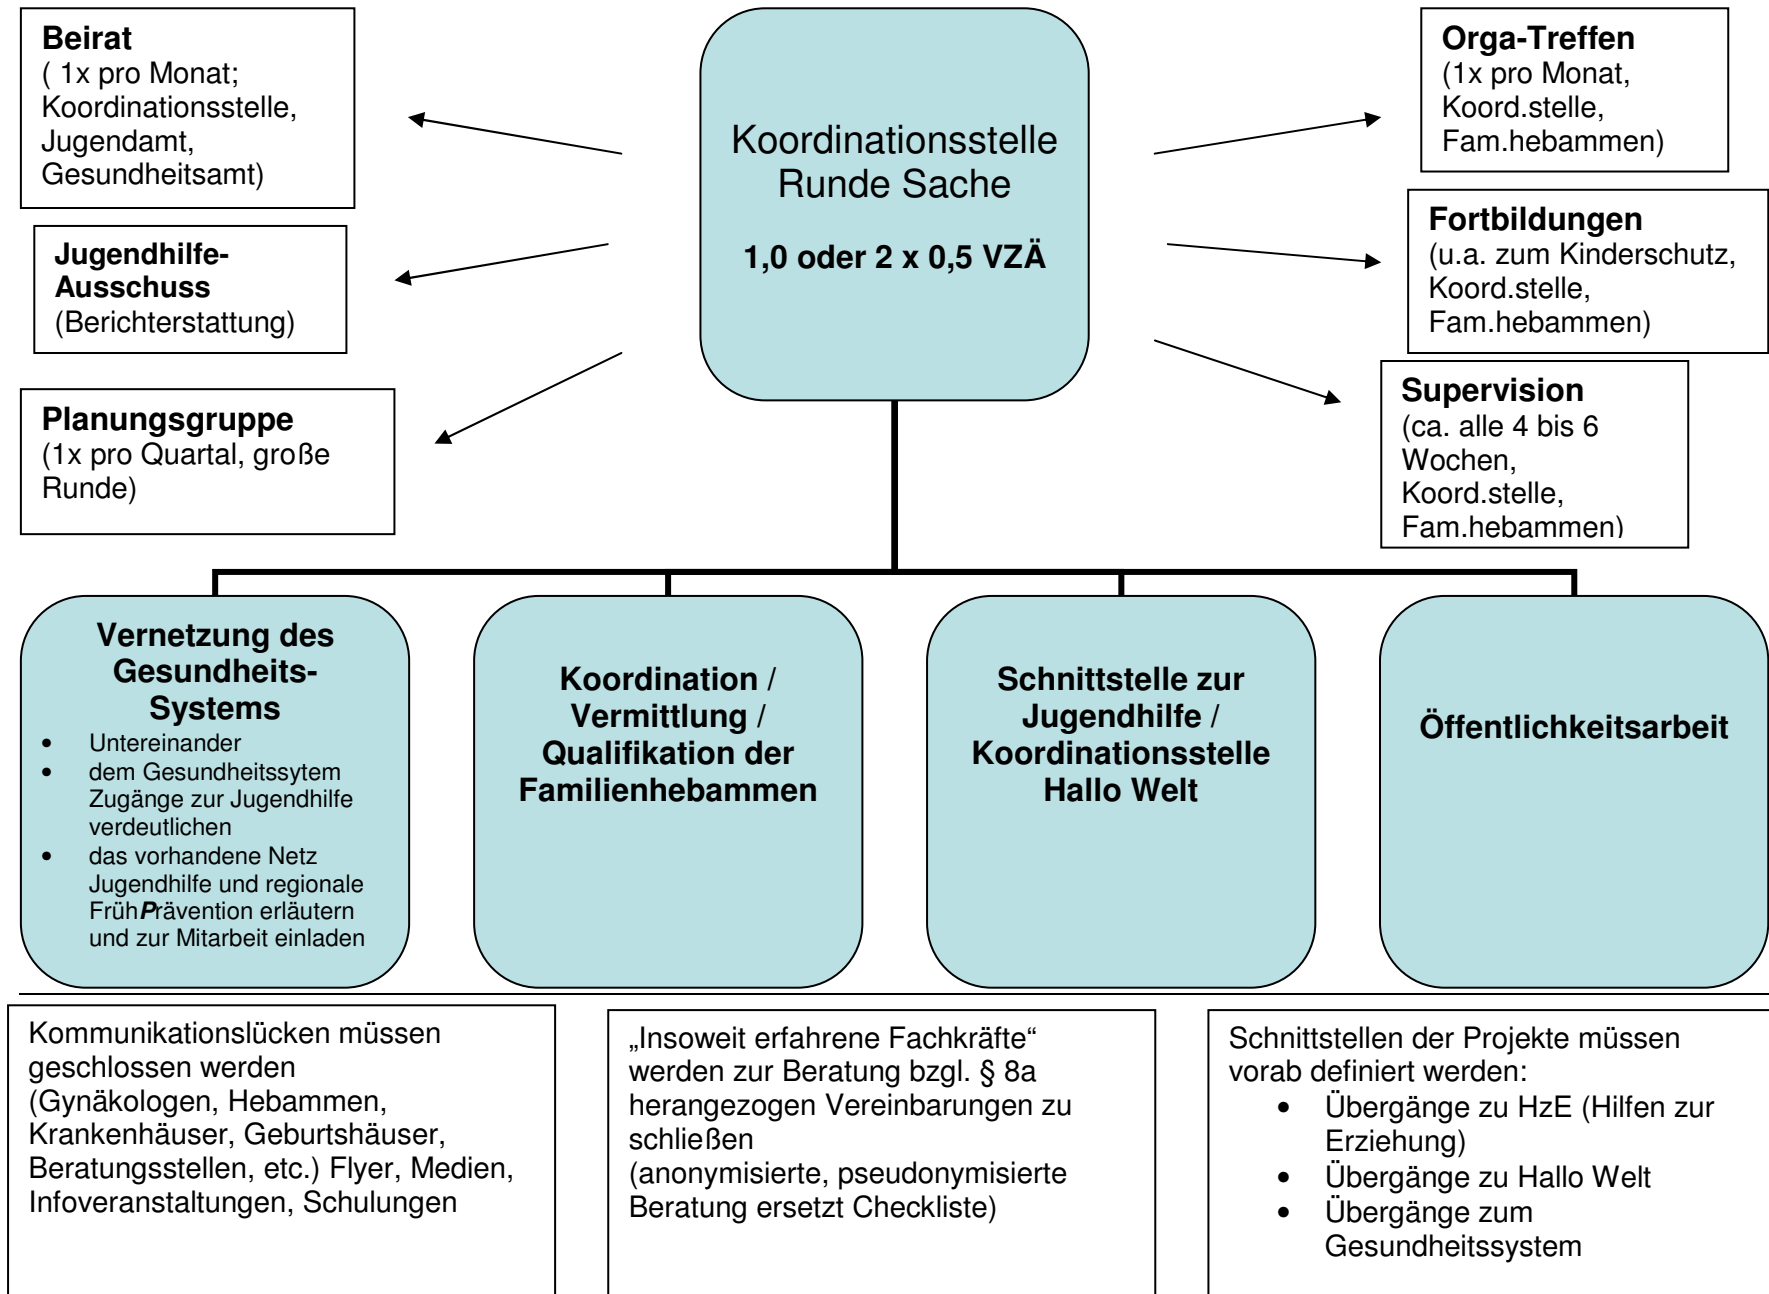 Beirat
( 1x pro Monat;
Koordinationsstelle,
Jugendamt,
Gesundheitsamt)
Jugendhilfe-
Ausschuss
(Berichterstattung)
Planungsgruppe
(1x pro Quartal, große
Runde)
Koordinationsstelle
Runde Sache
1,0 oder 2 x 0,5 VZÄ
Orga-Treffen
(1x pro Monat,
Koord.stelle,
Fam.hebammen)
Fortbildungen
(u.a. zum Kinderschutz,
Koord.stelle,
Fam.hebammen)
Supervision
(ca. alle 4 bis 6
Wochen,
Koord.stelle,
Fam.hebammen)
Vernetzung des
Gesundheits-
Systems
• Untereinander
• dem Gesundheitssytem
Zugänge zur Jugendhilfe
verdeutlichen
• das vorhandene Netz
Jugendhilfe und regionale
FrühPrävention erläutern
und zur Mitarbeit einladen
Koordination /
Vermittlung /
Qualifikation der
Familienhebammen
Schnittstelle zur
Jugendhilfe /
Koordinationsstelle
Hallo Welt
Öffentlichkeitsarbeit
Kommunikationslücken müssen
geschlossen werden
(Gynäkologen, Hebammen,
Krankenhäuser, Geburtshäuser,
Beratungsstellen, etc.) Flyer, Medien,
Infoveranstaltungen, Schulungen
„Insoweit erfahrene Fachkräfte“
werden zur Beratung bzgl. § 8a
herangezogen Vereinbarungen zu
schließen
(anonymisierte, pseudonymisierte
Beratung ersetzt Checkliste)
Schnittstellen der Projekte müssen
vorab definiert werden:
• Übergänge zu HzE (Hilfen zur
Erziehung)
• Übergänge zu Hallo Welt
• Übergänge zum
Gesundheitssystem